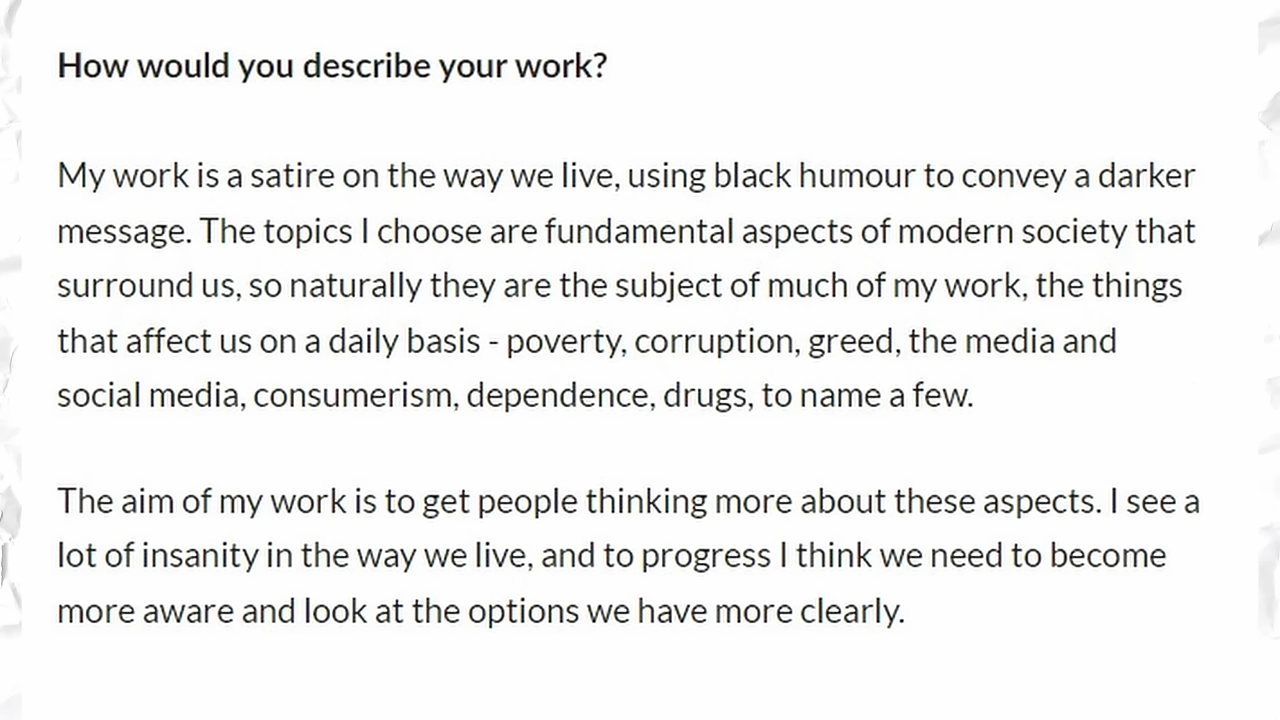 How would you describe your work?
My work is a satire on the way we live, using black humour to convey a darker
message. The topics I choose are fundamental aspects of modern society that
surround us, so naturally they are the subject of much of my work, the things
that affect us on a daily basis - poverty, corruption, greed, the media and
social media, consumerism, dependence, drugs, to name a few.
The aim of my work is to get people thinking more about these aspects. I see a
lot of insanity in the way we live, and to progress I think we need to become
more aware and look at the options we have more clearly.